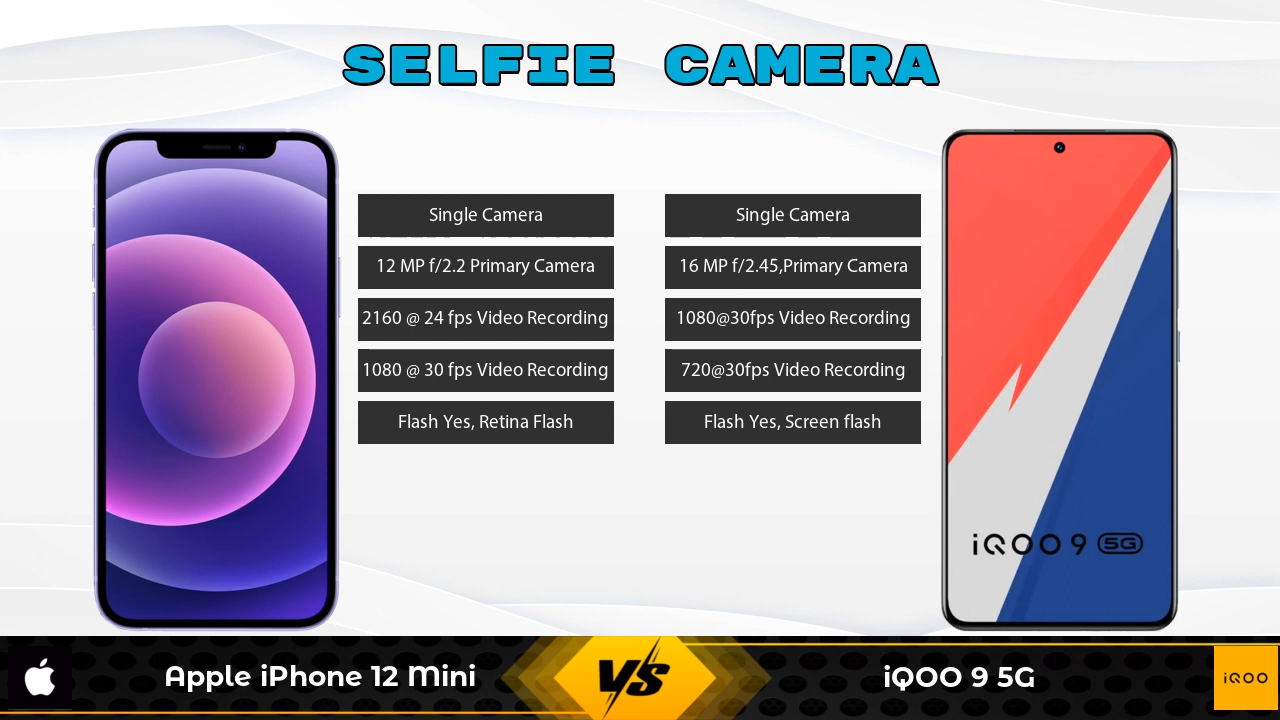 SELFIE CAMERA
Single Camera
12 MP f/2.2 Primary Camera
2160 @ 24 fps Video Recording
1080 @ 30 fps Video Recording
Flash Yes, Retina Flash
Single Camera
16 MP f/2.45,Primary Camera
1080@30fps Video Recording
720@30fps Video Recording
Flash Yes, Screen flash
iQOO 9 5G
Apple iPhone 12 Mini
VS
iQOO 9 5G
iQOO